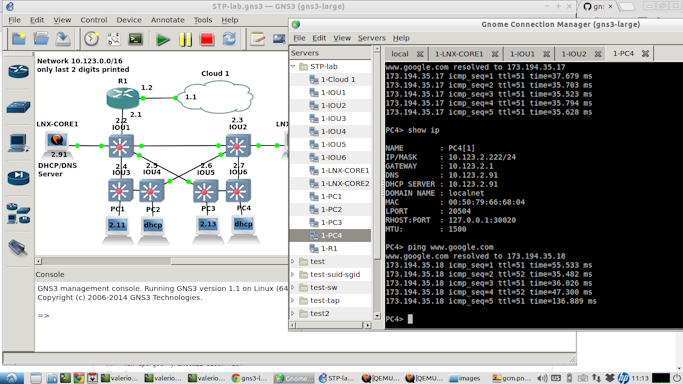 STP-lab.gns3 — GNS3 (gns3-large)
File Edit View Control Device Annotate Tools Help
Network 10.123.0.0/16
only last 2 digits printed
Cloud 1
R1
1.2
1.1
2.1
LNX-CORE1
2.2
IOU1
2.3
IOU2
2.91
DHCP/DNS
Server
2.4
IOU3
2.5
IOU4
2.6
IOU5
2.7
IOU6
PC1
PC2
PC3
PC4
2.11
dhcp
2.13
dhcp
Console
GNS3 management console. Running GNS3 version 1.1 on Linux (64
Copyright (c) 2006-2014 GNS3 Technologies.
=>
Gnome Connection Manager (gns3-large)
File Edit View Servers Help
Servers
STP-lab
1-Cloud 1
1-IOU1
1-IOU2
1-IOU3
1-IOU4
1-IOU5
1-IOU6
1-LNX-CORE1
1-LNX-CORE2
1-PC1
1-PC2
1-PC3
1-PC4
1-R1
test
test-suid-sgid
test-sw
test-tap
test2
local 1-LNX-CORE1 1-IOU1 1-IOU2 1-PC4
www.google.com resolved to 173.194.35.17
173.194.35.17 icmp_seq=1 ttl=51 time=37.679 ms
173.194.35.17 icmp_seq=2 ttl=51 time=35.703 ms
173.194.35.17 icmp_seq=3 ttl=51 time=35.523 ms
173.194.35.17 icmp_seq=4 ttl=51 time=35.794 ms
173.194.35.17 icmp_seq=5 ttl=51 time=35.628 ms
PC4> show ip
NAME : PC4[1]
IP/MASK : 10.123.2.222/24
GATEWAY : 10.123.2.1
DNS : 10.123.2.91
DHCP SERVER : 10.123.2.91
DOMAIN NAME : localnet
MAC : 00:50:79:66:68:04
LPORT : 20504
RHOST:PORT : 127.0.0.1:30020
MTU: : 1500
PC4> ping www.google.com
www.google.com resolved to 173.194.35.18
173.194.35.18 icmp_seq=1 ttl=51 time=55.533 ms
173.194.35.18 icmp_seq=2 ttl=52 time=35.482 ms
173.194.35.18 icmp_seq=3 ttl=51 time=36.026 ms
173.194.35.18 icmp_seq=4 ttl=52 time=47.300 ms
173.194.35.18 icmp_seq=5 ttl=51 time=136.889 ms
PC4>
valerio... valerio... valerio... gns3-l... Gnome... STP-la... [QEMU... [QEMU... images gcm.pn... 11:13